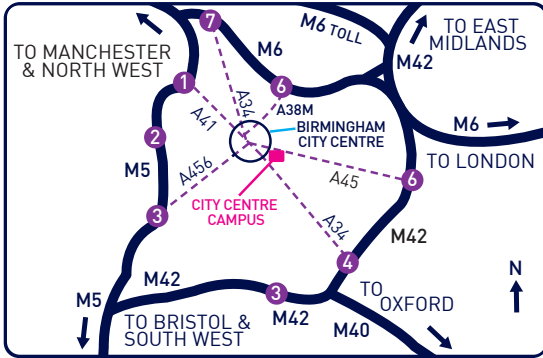 7
M6
M6 TOLL
TO EAST
MIDLANDS
TO MANCHESTER
& NORTH WEST
M42
1
6
A34
A38M
A41
BIRMINGHAM
CITY CENTRE
M6
2
TO LONDON
M5
A456
A45
6
CITY CENTRE
CAMPUS
3
A34
M42
4
N
M42
3
M5
M42
TO
OXFORD
TO BRISTOL &
SOUTH WEST
M40